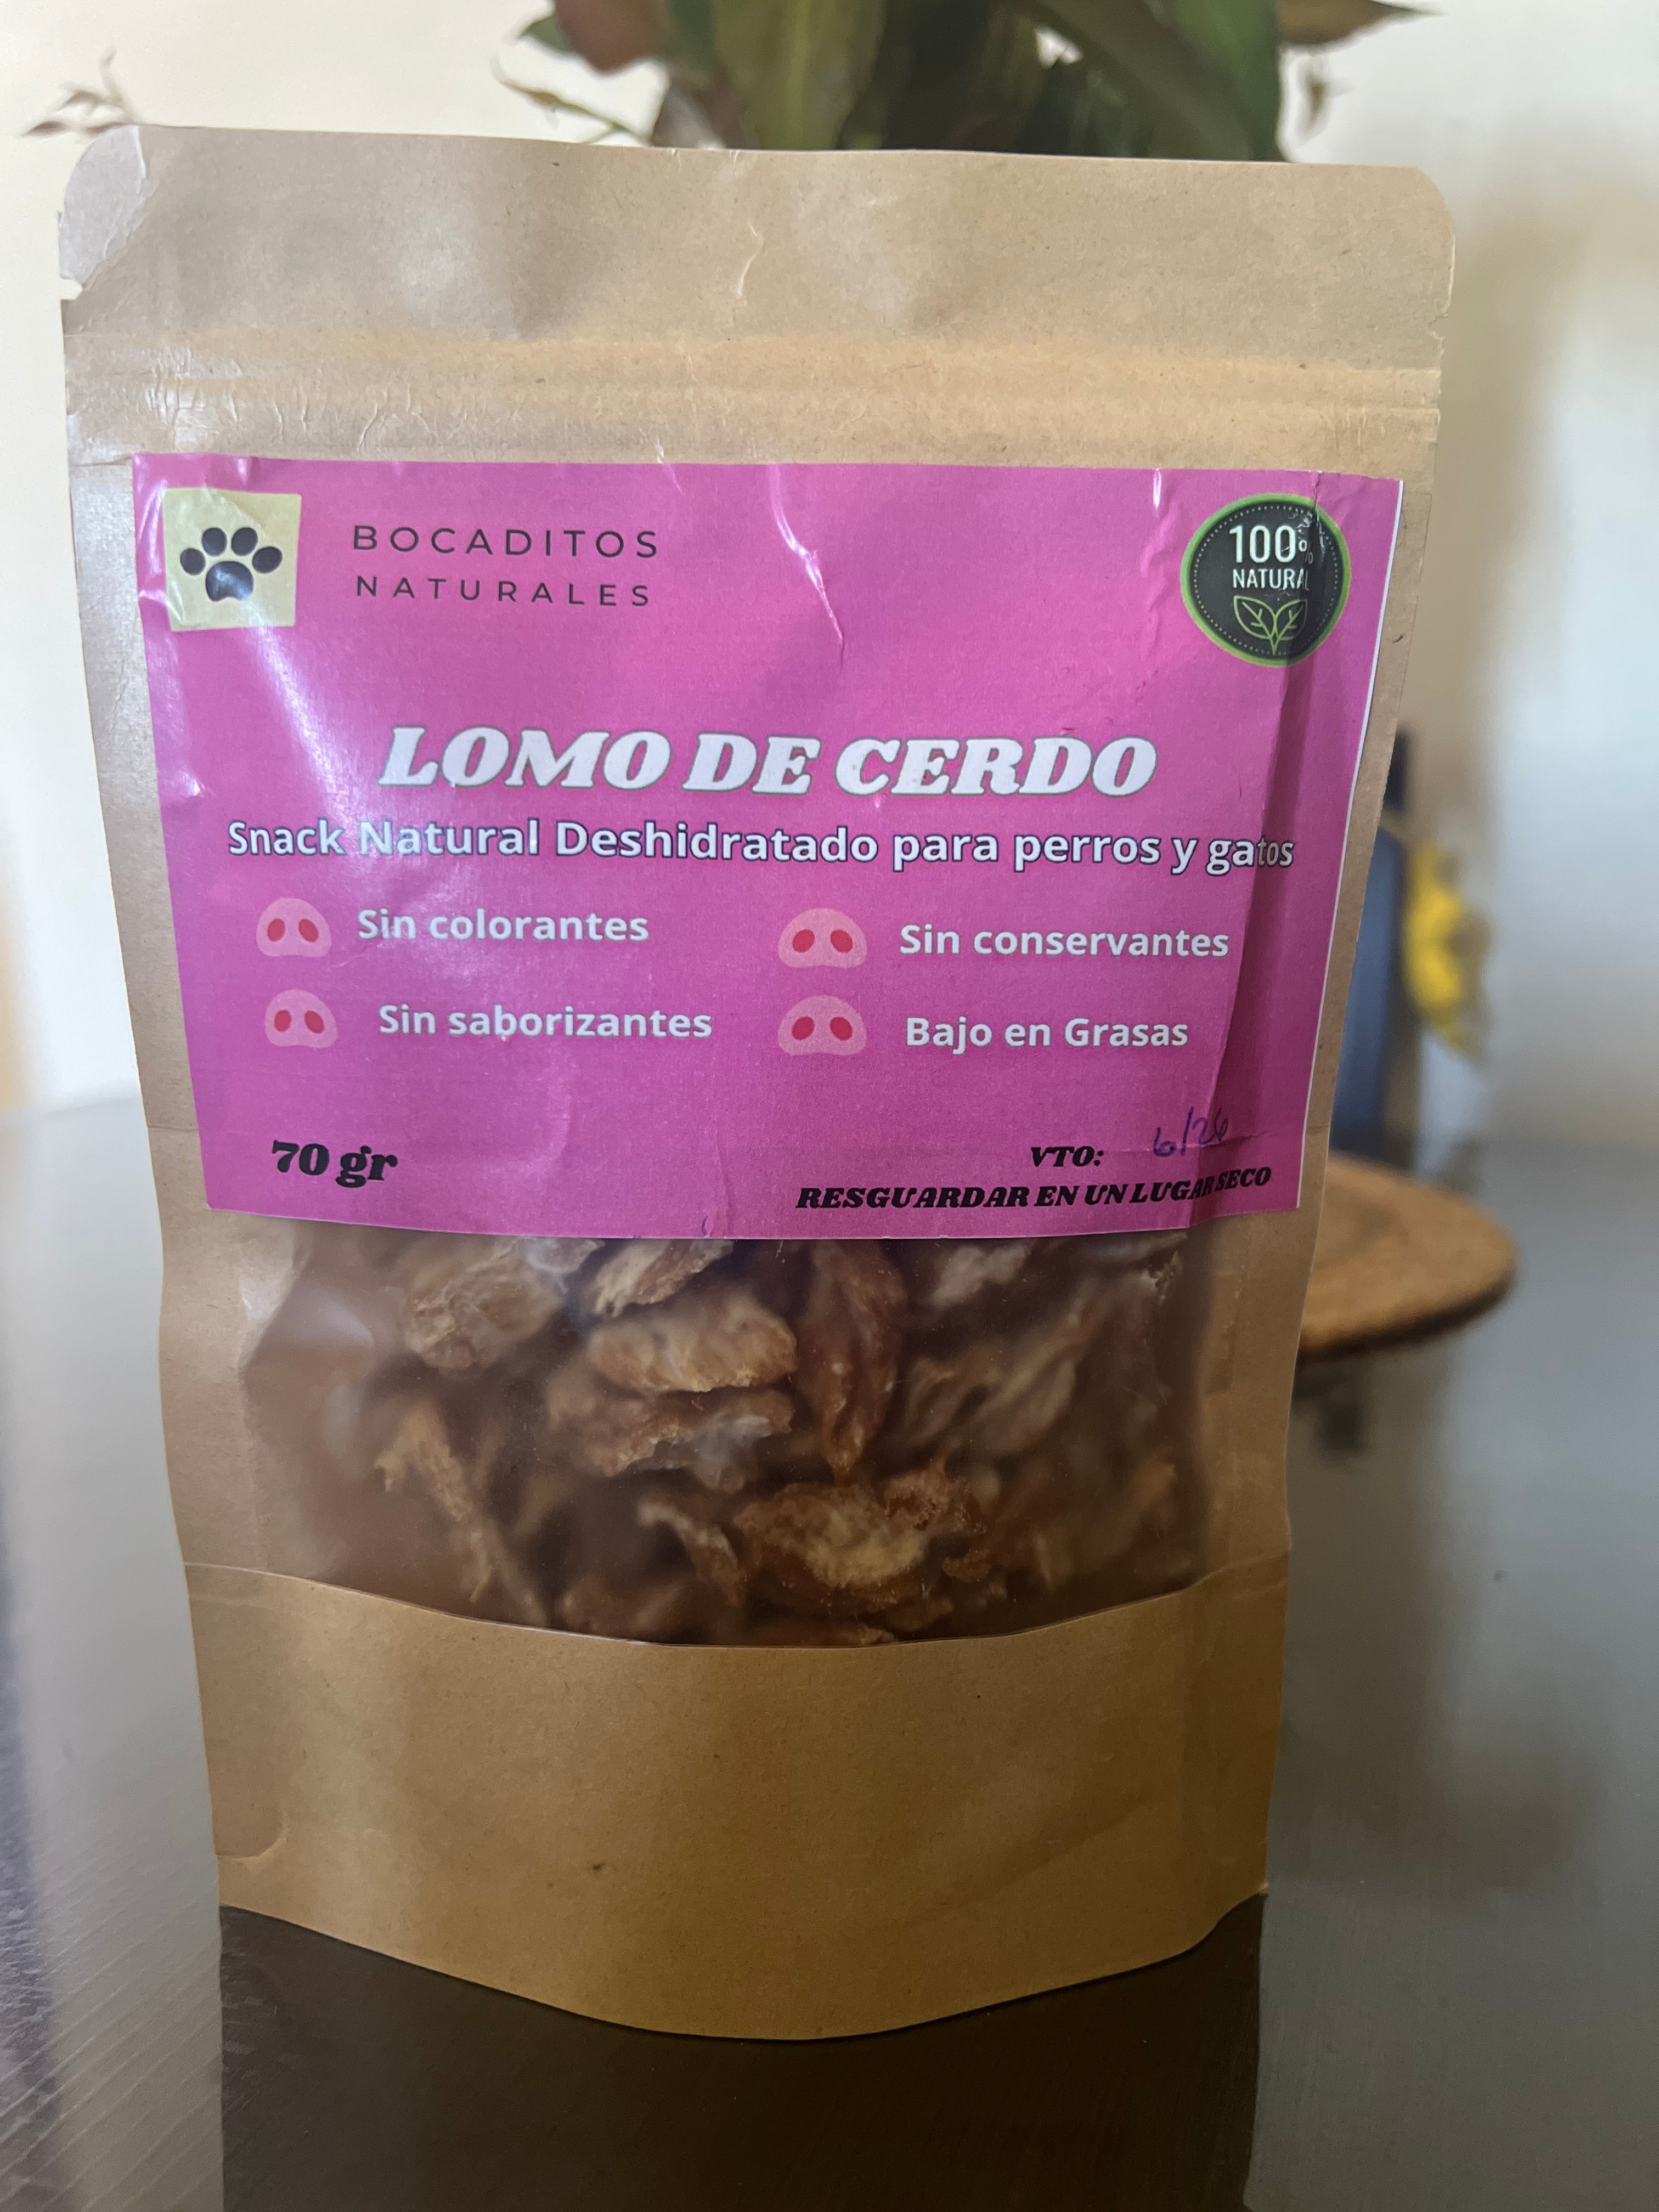 BOCADITOS
NATURALES
100%
NATURAL
LOMO DE CERDO
Snack Natural Deshidratado para perros y gatos
Sin colorantes
Sin conservantes
Sin saborizantes
Bajo en Grasas
70 gr
VTO: 6/26
RESGUARDAR EN UN LUGAR SECO